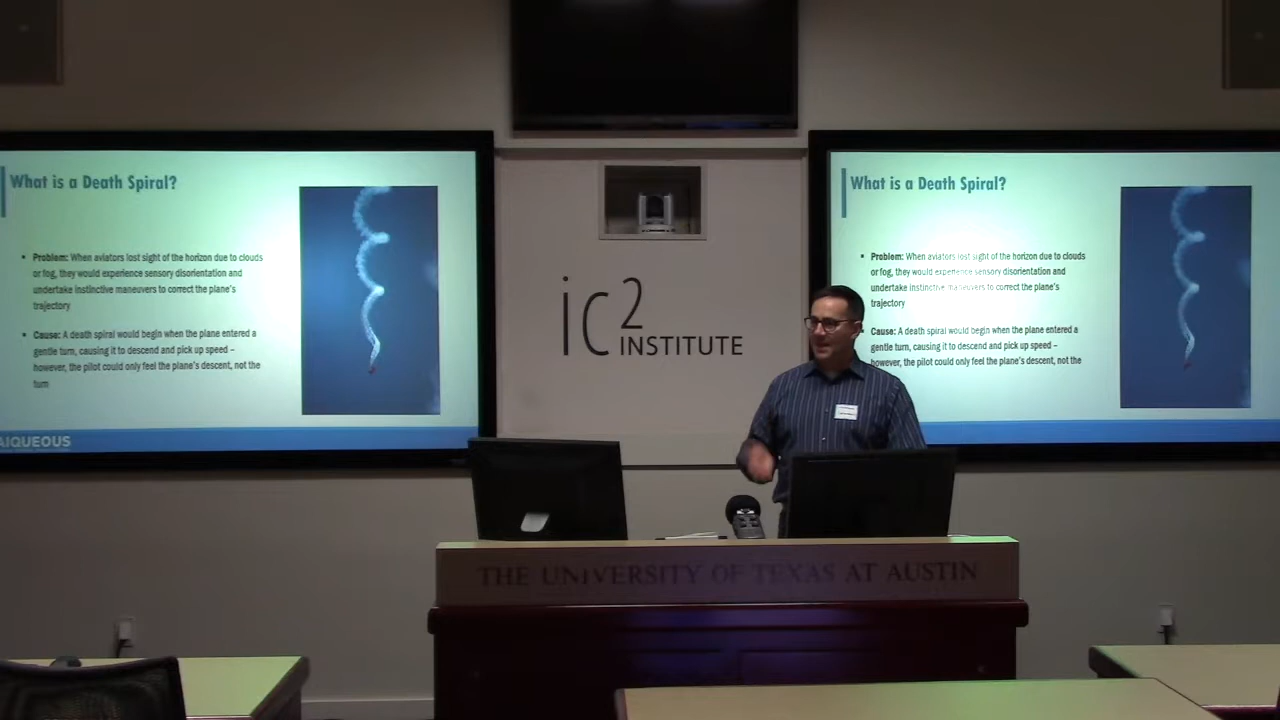 What is a Death Spiral?
• Problem: When aviators lost sight of the horizon due to clouds
or fog, they would experience sensory disorientation and
undertake instinctive maneuvers to correct the plane's
trajectory
• Cause: A death spiral would begin when the plane entered a
gentle turn, causing it to descend and pick up speed –
however, the pilot could only feel the plane's descent, not the
turn
AIQUEOUS
ic2
INSTITUTE
What is a Death Spiral?
• Problem: When aviators lost sight of the horizon due to clouds
or fog, they would experience sensory disorientation and
undertake instinctive maneuvers to correct the plane's
trajectory
Cause: A death spiral would begin when the plane entered a
gentle turn, causing it to descend and pick up speed –
however, the pilot could only feel the plane's descent, not the
THE UNIVERSITY OF TEXAS AT AUSTIN